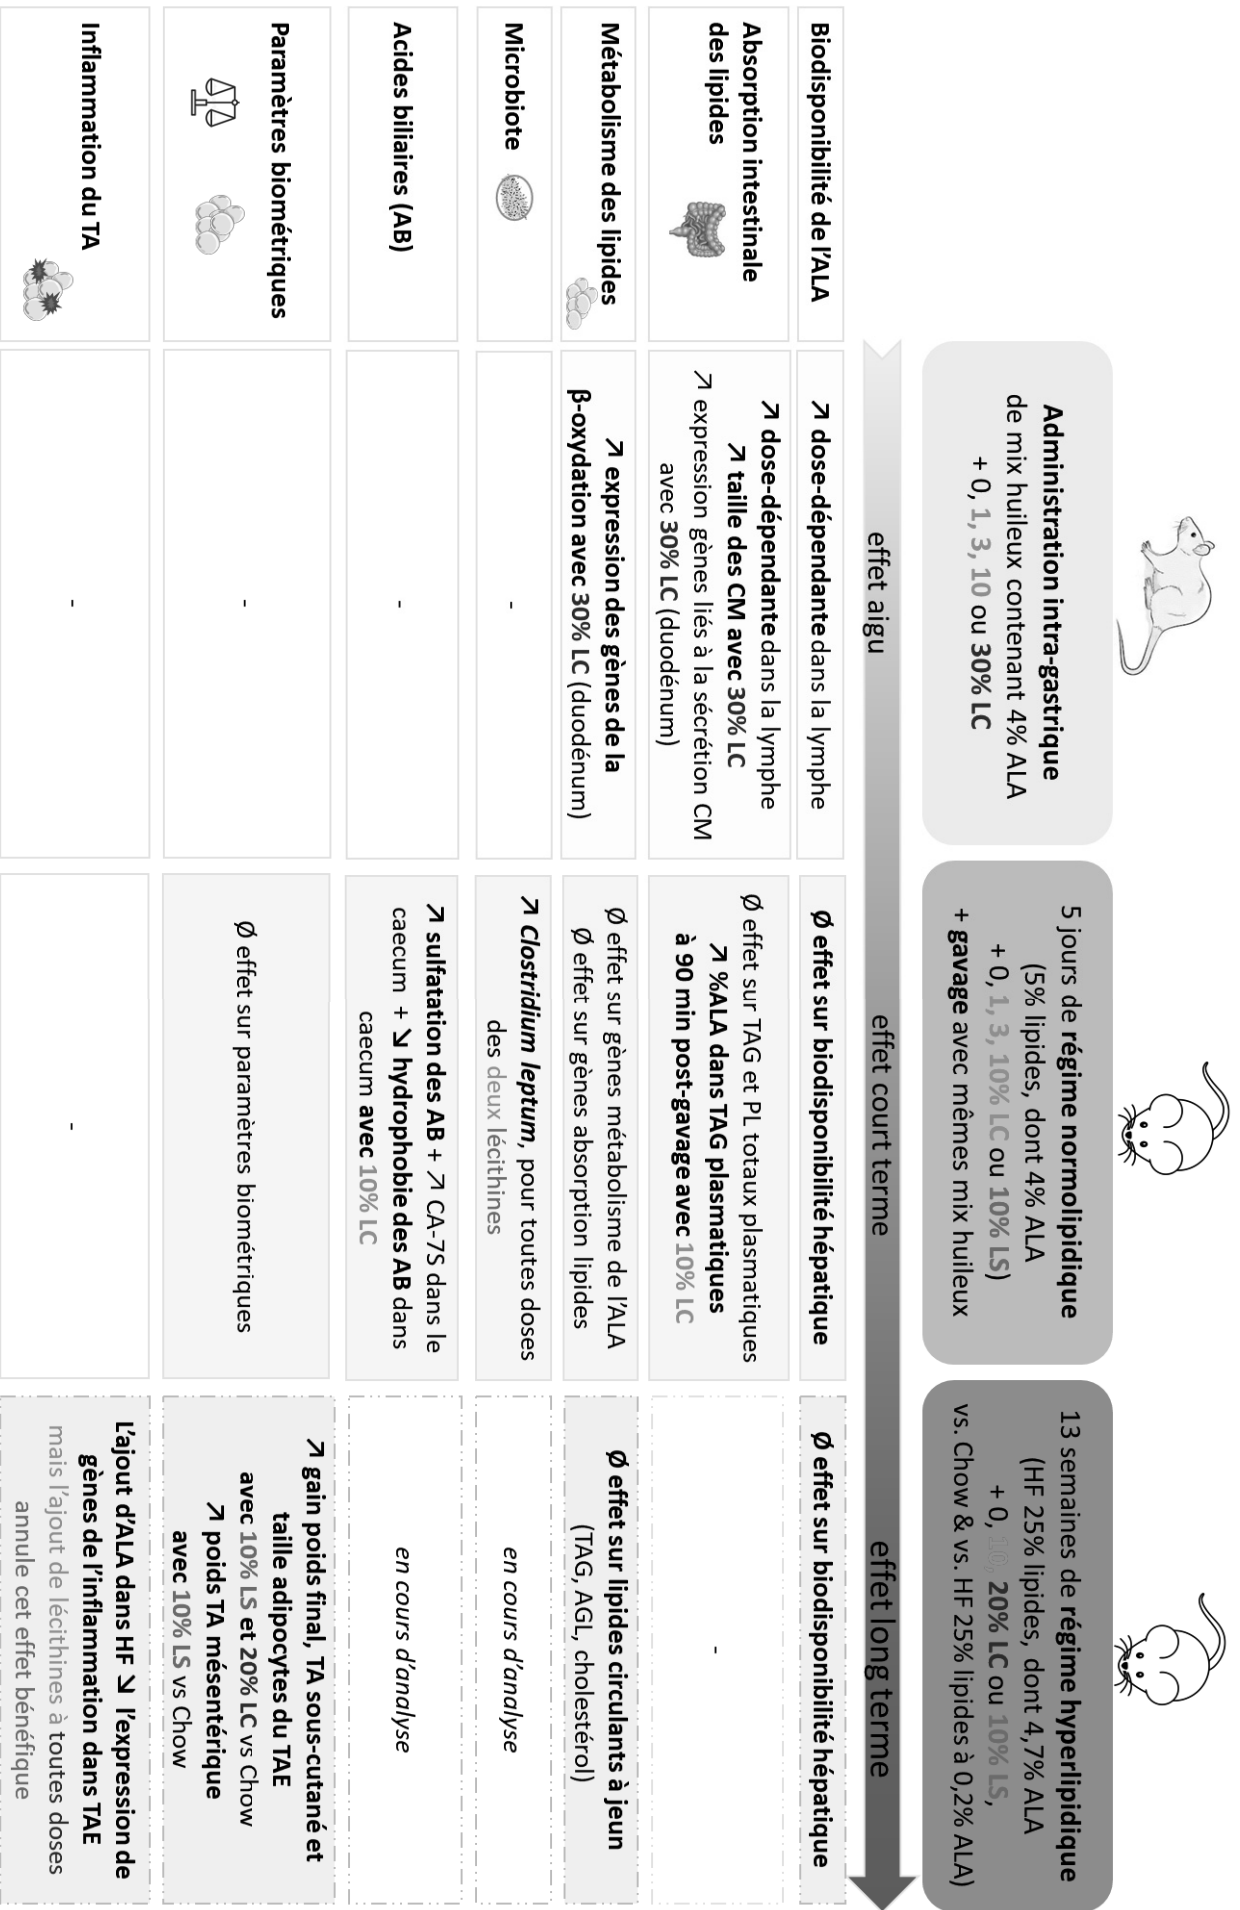 Administration intra-gastrique
de mix huileux contenant 4% ALA
+ 0, 1, 3, 10 ou 30% LC
5 jours de régime normolipidique
(5% lipides, dont 4% ALA
+ 0, 1, 3, 10% LC ou 10% LS)
+ gavage avec mêmes mix huileux
13 semaines de régime hyperlipidique
(HF 25% lipides, dont 4,7% ALA
+ 0, 10, 20% LC ou 10% LS,
vs. Chow & vs. HF 25% lipides à 0,2% ALA)
effet aigu
effet court terme
effet long terme
Biodisponibilité de l'ALA
↗ dose-dépendante dans la lymphe
Ø effet sur biodisponibilité hépatique
Ø effet sur biodisponibilité hépatique
Absorption intestinale
des lipides
↗ dose-dépendante dans la lymphe
↗ taille des CM avec 30% LC
↗ expression gènes liés à la sécrétion CM
avec 30% LC (duodénum)
Ø effet sur TAG et PL totaux plasmatiques
↗ %ALA dans TAG plasmatiques
à 90 min post-gavage avec 10% LC
-
Métabolisme des lipides
↗ expression des gènes de la
β-oxydation avec 30% LC (duodénum)
Ø effet sur gènes métabolisme de l'ALA
Ø effet sur gènes absorption lipides
Ø effet sur lipides circulants à jeun
(TAG, AGL, cholestérol)
Microbiote
-
↗ Clostridium leptum, pour toutes doses
des deux lécithines
en cours d'analyse
Acides biliaires (AB)
-
↗ sulfatation des AB + ↗ CA-7S dans le
caecum + ↘ hydrophobie des AB dans
caecum avec 10% LC
en cours d'analyse
Paramètres biométriques
-
Ø effet sur paramètres biométriques
↗ gain poids final, TA sous-cutané et
taille adipocytes du TAE
avec 10% LS et 20% LC vs Chow
↗ poids TA mésentérique
avec 10% LS vs Chow
Inflammation du TA
-
-
L'ajout d'ALA dans HF ↘ l'expression de
gènes de l'inflammation dans TAE
mais l'ajout de lécithines à toutes doses
annule cet effet bénéfique